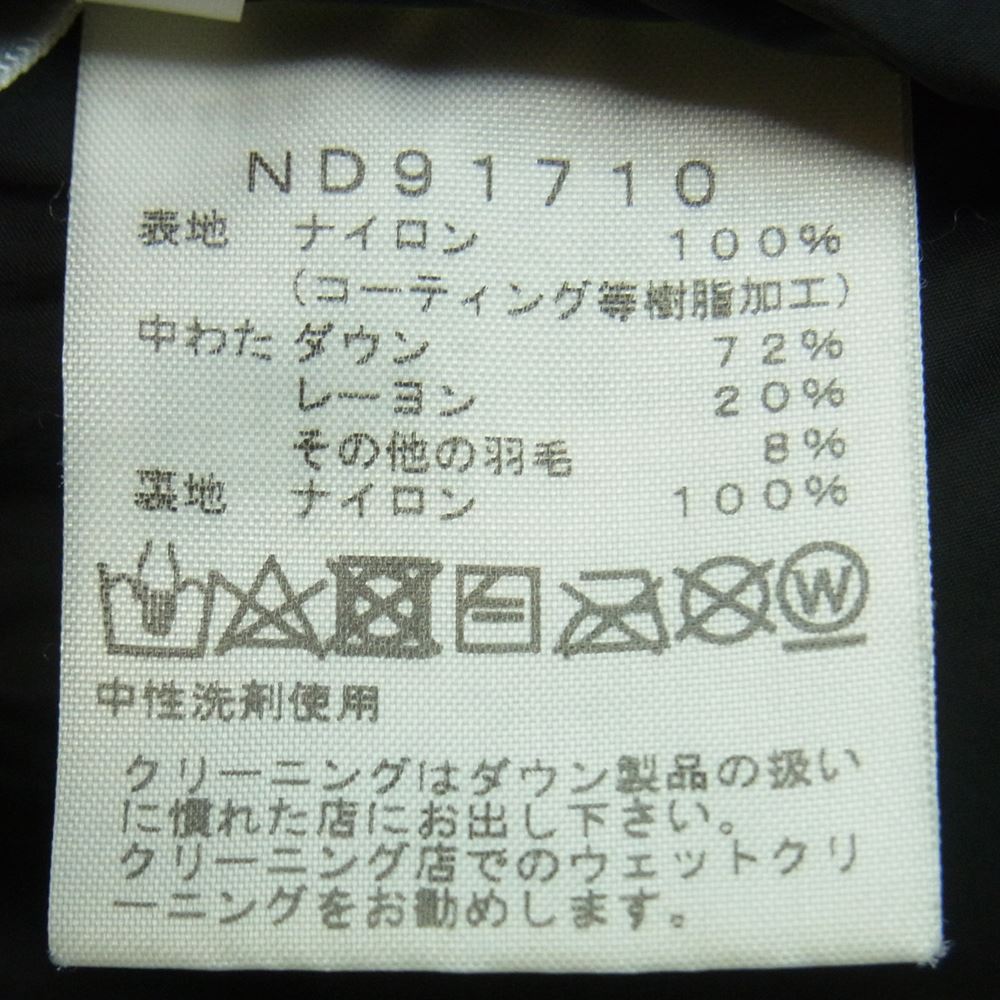 ND91710
表地 ナイロン 100%
(コーティング等樹脂加工)
中わた ダウン 72%
レーヨン 20%
その他の羽毛 8%
裏地 ナイロン 100%
W
中性洗剤使用
クリーニングはダウン製品の扱い
に慣れた店にお出し下さい。
クリーニング店でのウェットクリ
ーニングをお勧めします。